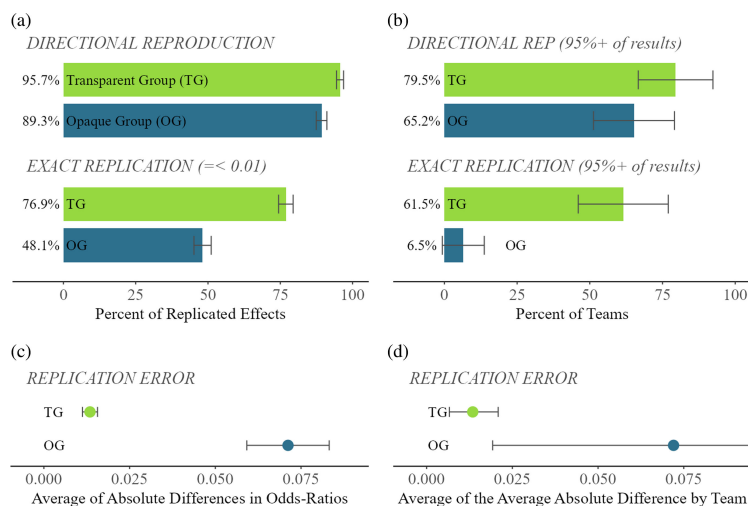 (a)
DIRECTIONAL REPRODUCTION
95.7% Transparent Group (TG)
89.3% Opaque Group (OG)
EXACT REPLICATION (=< 0.01)
76.9% TG
48.1% OG
0 25 50 75 100
Percent of Replicated Effects
(b)
DIRECTIONAL REP (95%+ of results)
79.5% TG
65.2% OG
EXACT REPLICATION (95%+ of results)
61.5% TG
6.5% OG
0 25 50 75 100
Percent of Teams
(c)
REPLICATION ERROR
TG
OG
0.000 0.025 0.050 0.075
Average of Absolute Differences in Odds-Ratios
(d)
REPLICATION ERROR
TG
OG
0.000 0.025 0.050 0.075
Average of the Average Absolute Difference by Team